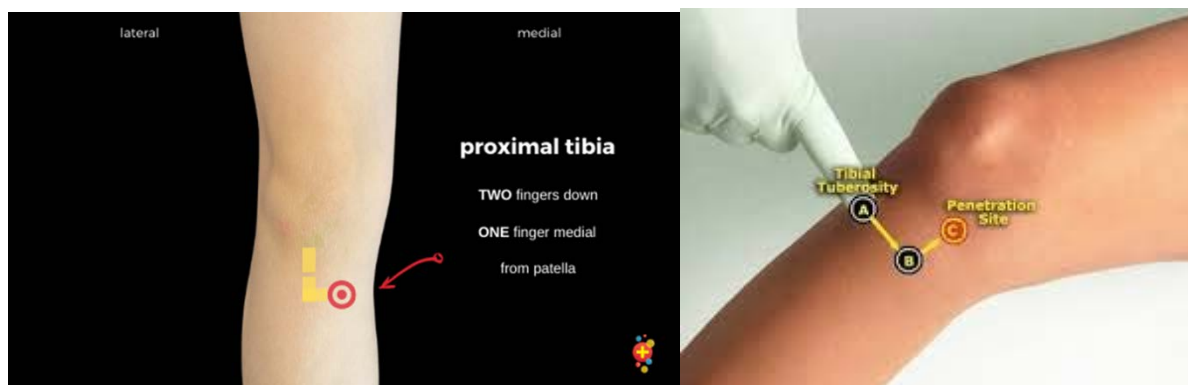 lateral
medial
proximal tibia
TWO fingers down
ONE finger medial
from patella
Tibial
Tuberosity
A
Penetration
Site
C
B